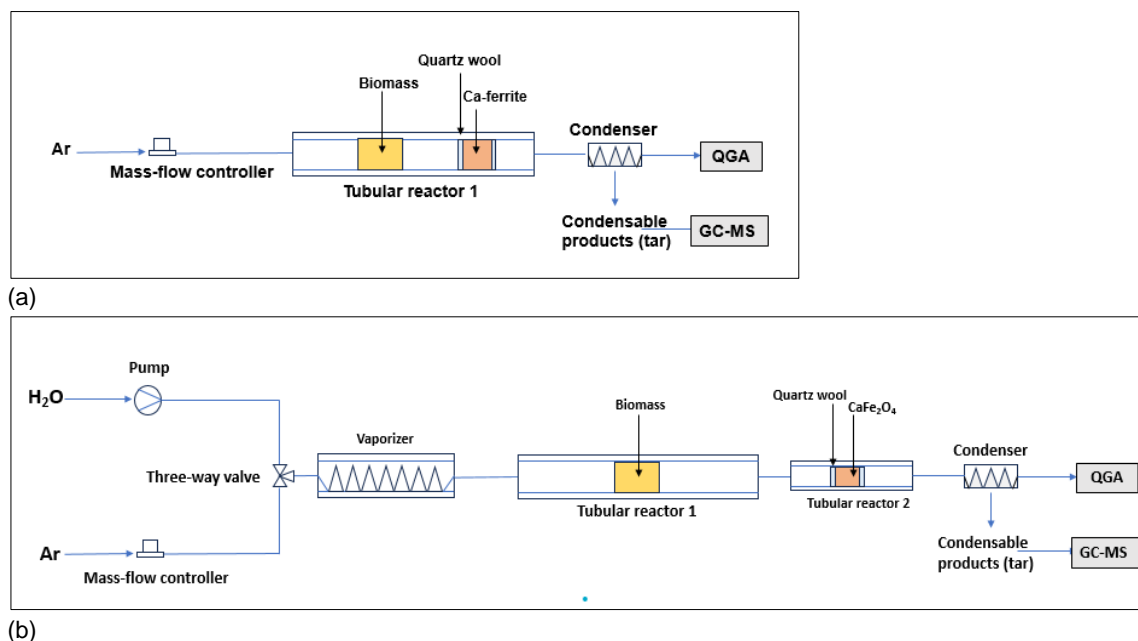 Quartz wool
Biomass
Ca-ferrite
Condenser
Ar
QGA
Mass-flow controller
Tubular reactor 1
Condensable
products (tar)
GC-MS
(a)
Pump
H₂O
Quartz wool
CaFe₂O₄
Biomass
Vaporizer
Condenser
Three-way valve
QGA
Tubular reactor 1
Tubular reactor 2
Ar
Condensable
products (tar)
GC-MS
Mass-flow controller
(b)